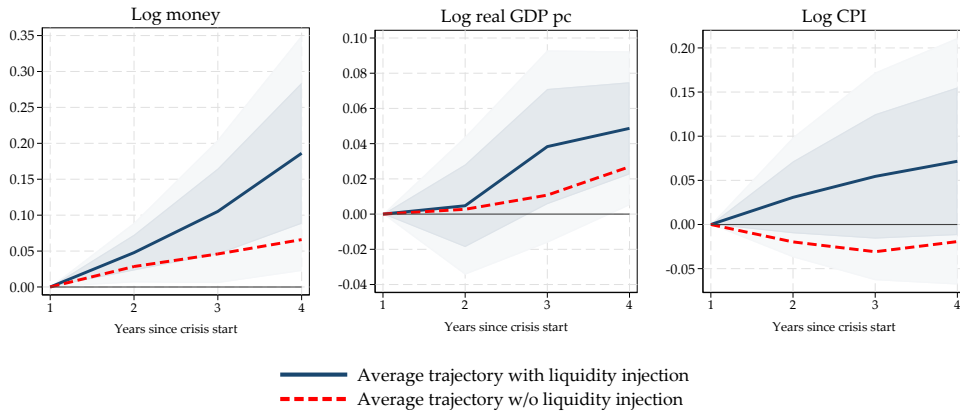 Log money
0.35
0.30
0.25
0.20
0.15
0.10
0.05
0.00
1 2 3 4
Years since crisis start
Log real GDP pc
0.10
0.08
0.06
0.04
0.02
0.00
-0.02
-0.04
1 2 3 4
Years since crisis start
Log CPI
0.20
0.15
0.10
0.05
0.00
-0.05
1 2 3 4
Years since crisis start
Average trajectory with liquidity injection
Average trajectory w/o liquidity injection